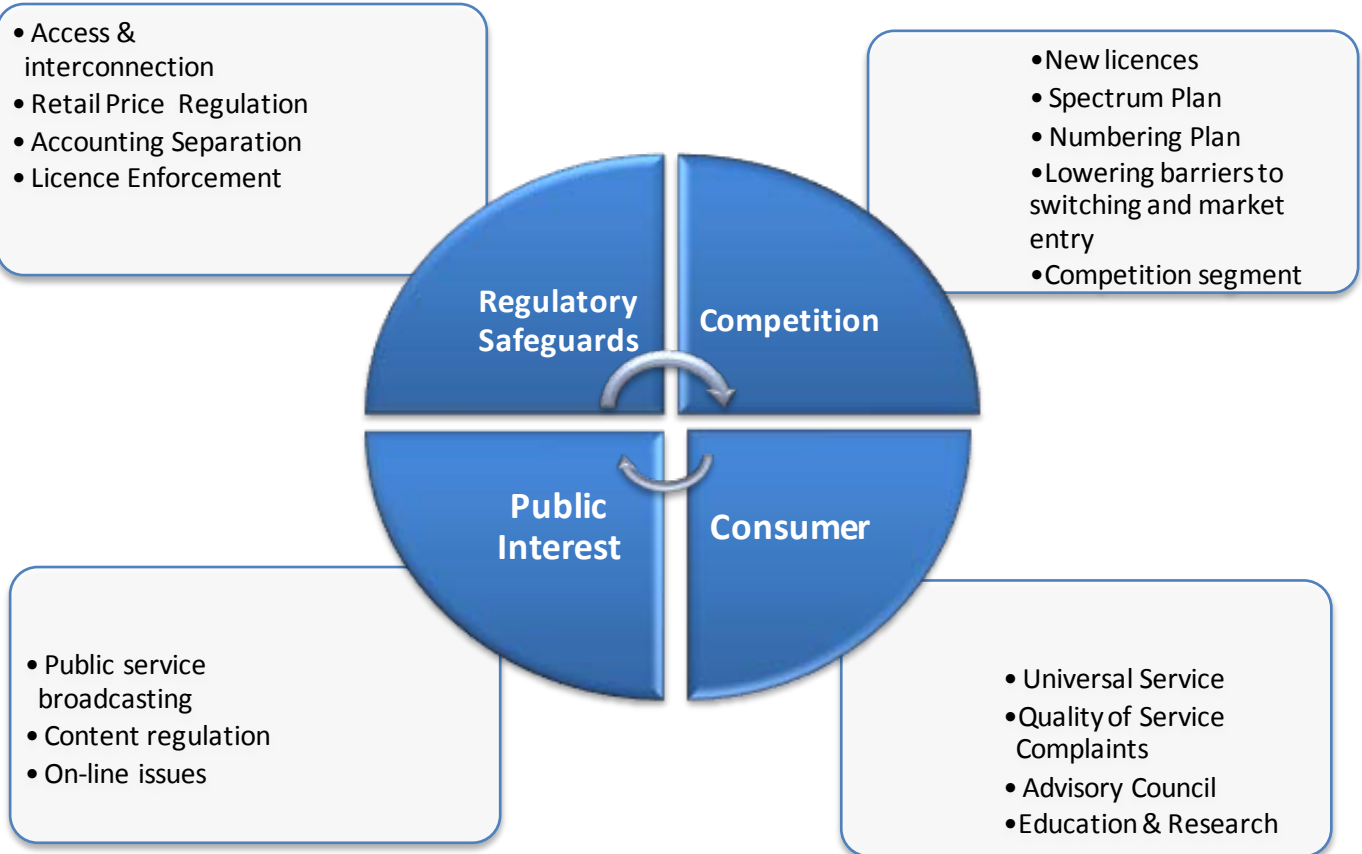 • Access &
interconnection
• Retail Price Regulation
• Accounting Separation
• Licence Enforcement
•New licences
• Spectrum Plan
• Numbering Plan
•Lowering barriers to
switching and market
entry
•Competition segment
Regulatory
Safeguards
Competition
Public
Interest
Consumer
• Public service
broadcasting
• Content regulation
• On-line issues
• Universal Service
•Quality of Service
Complaints
• Advisory Council
•Education & Research